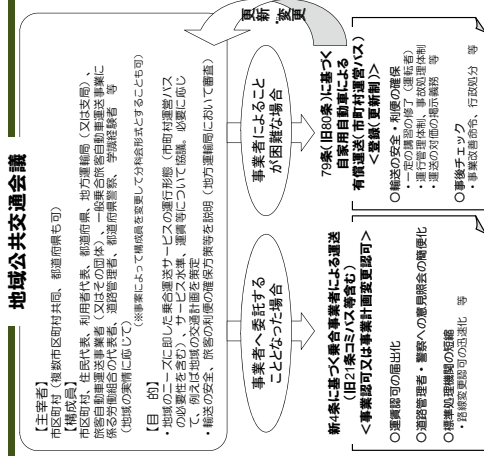 地域公共交通会議
【主宰者】
市区町村（複数市区町村共同、都道府県も可）
【構成員】
市区町村、住民代表、利用者代表、都道府県、地方運輸局（又は支局）、
旅客自動車運送事業者（又はその団体）、一般乗合旅客自動車運送事業に
係る労働組合の代表者、道路管理者、都道府県警察、学識経験者　等
（地域の実情に応じて）　※事案によって構成員を変更して分科会形式とすることも可）
【目　的】
・地域のニーズに即した乗合運送サービスの運行形態（市町村運営バス
の必要性を含む）、サービス水準、運賃等について協議。必要に応じ
て、例えば地域の交通計画を策定
・輸送の安全、旅客の利便の確保方策等を説明（地方運輸局において審査）
更新・変更
事業者へ委託する
こととなった場合
事業者によること
が困難な場合
新4条に基づく乗合事業者による運送
（旧21条コミバス等含む）
＜事業認可又は事業計画変更認可＞
○運賃認可の届出化
○道路管理者・警察への意見照会の簡便化
○標準処理期間の短縮
・路線変更認可の迅速化　等
78条（旧80条）に基づく
自家用自動車による
有償運送（市町村運営バス）
＜登録（更新制）＞
○輸送の安全・利便の確保
・一定の講習の修了（運転者）
・運行管理体制、事故処理体制
・運送の対価の掲示義務　等
○事後チェック
・事業改善命令、行政処分　等